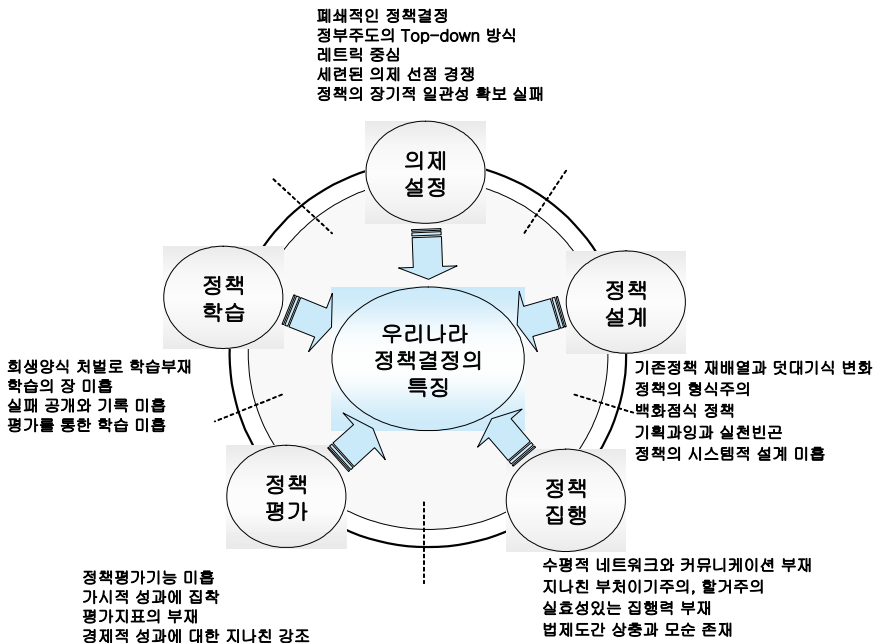 폐쇄적인 정책결정
정부주도의 Top-down 방식
레트릭 중심
세련된 의제 선점 경쟁
정책의 장기적 일관성 확보 실패
의제
설정
정책
학습
정책
설계
우리나라
정책결정의
특징
희생양식 처벌로 학습부재
학습의 장 미흡
실패 공개와 기록 미흡
평가를 통한 학습 미흡
기존정책 재배열과 덧대기식 변화
정책의 형식주의
백화점식 정책
기획과잉과 실천빈곤
정책의 시스템적 설계 미흡
정책
평가
정책
집행
정책평가기능 미흡
가시적 성과에 집착
평가지표의 부재
경제적 성과에 대한 지나친 강조
수평적 네트워크와 커뮤니케이션 부재
지나친 부처이기주의, 할거주의
실효성있는 집행력 부재
법제도간 상충과 모순 존재